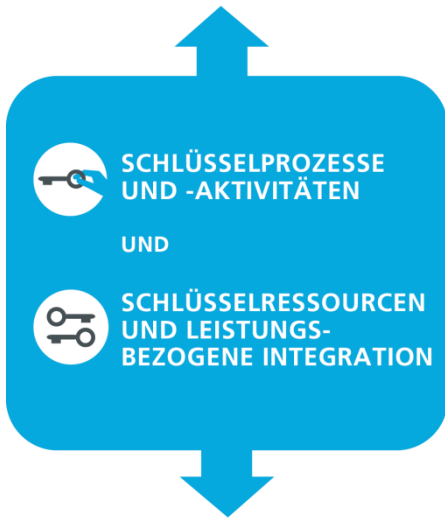 SCHLÜSSELPROZESSE
UND -AKTIVITÄTEN
UND
SCHLÜSSELRESSOURCEN
UND LEISTUNGS-
BEZOGENE INTEGRATION